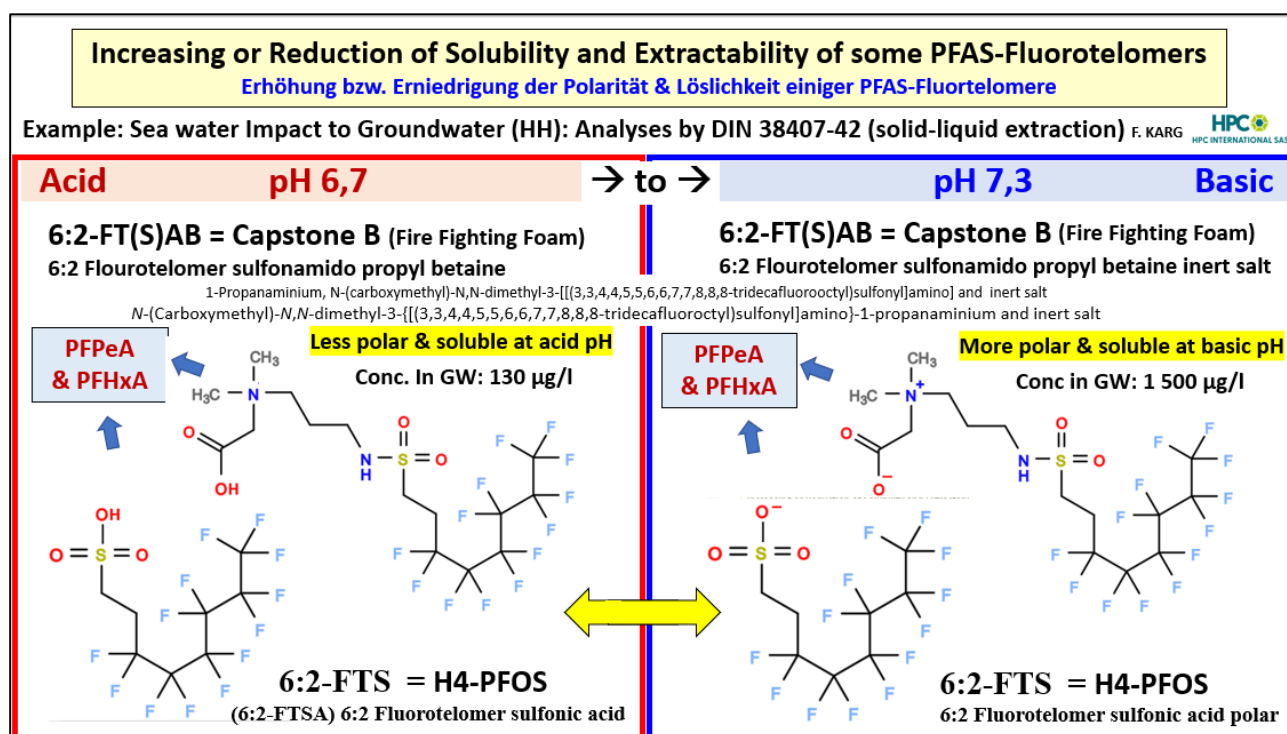 Increasing or Reduction of Solubility and Extractability of some PFAS-Fluorotelomers
Erhöhung bzw. Erniedrigung der Polarität & Löslichkeit einiger PFAS-Fluortelomere
Example: Sea water Impact to Groundwater (HH): Analyses by DIN 38407-42 (solid-liquid extraction) F. KARG
HPC
HPC INTERNATIONAL SAS
Acid pH 6,7 → to → pH 7,3 Basic
6:2-FT(S)AB = Capstone B (Fire Fighting Foam)
6:2 Flourotelomer sulfonamido propyl betaine
6:2-FT(S)AB = Capstone B (Fire Fighting Foam)
6:2 Flourotelomer sulfonamido propyl betaine inert salt
1-Propanaminium, N-(carboxymethyl)-N,N-dimethyl-3-[[(3,3,4,4,5,5,6,6,7,7,8,8,8-tridecafluorooctyl)sulfonyl]amino] and inert salt
N-(Carboxymethyl)-N,N-dimethyl-3-{[(3,3,4,4,5,5,6,6,7,7,8,8,8-tridecafluoroctyl)sulfonyl]amino}-1-propanaminium and inert salt
PFPeA
& PFHxA
Less polar & soluble at acid pH
Conc. In GW: 130 µg/l
CH₃
H₃C
N
O
OH
N
H
O
S
O
F
F
F
F
F
F
F
F
F
F
F
F
F
OH
O = S = O
F
F
F
F
F
F
F
F
F
F
F
F
F
6:2-FTS = H4-PFOS
(6:2-FTSA) 6:2 Fluorotelomer sulfonic acid
PFPeA
& PFHxA
More polar & soluble at basic pH
Conc in GW: 1 500 µg/l
CH₃
H₃C
N⁺
O
O⁻
N
H
O
S
O
F
F
F
F
F
F
F
F
F
F
F
F
F
O⁻
O = S = O
F
F
F
F
F
F
F
F
F
F
F
F
F
6:2-FTS = H4-PFOS
6:2 Fluorotelomer sulfonic acid polar